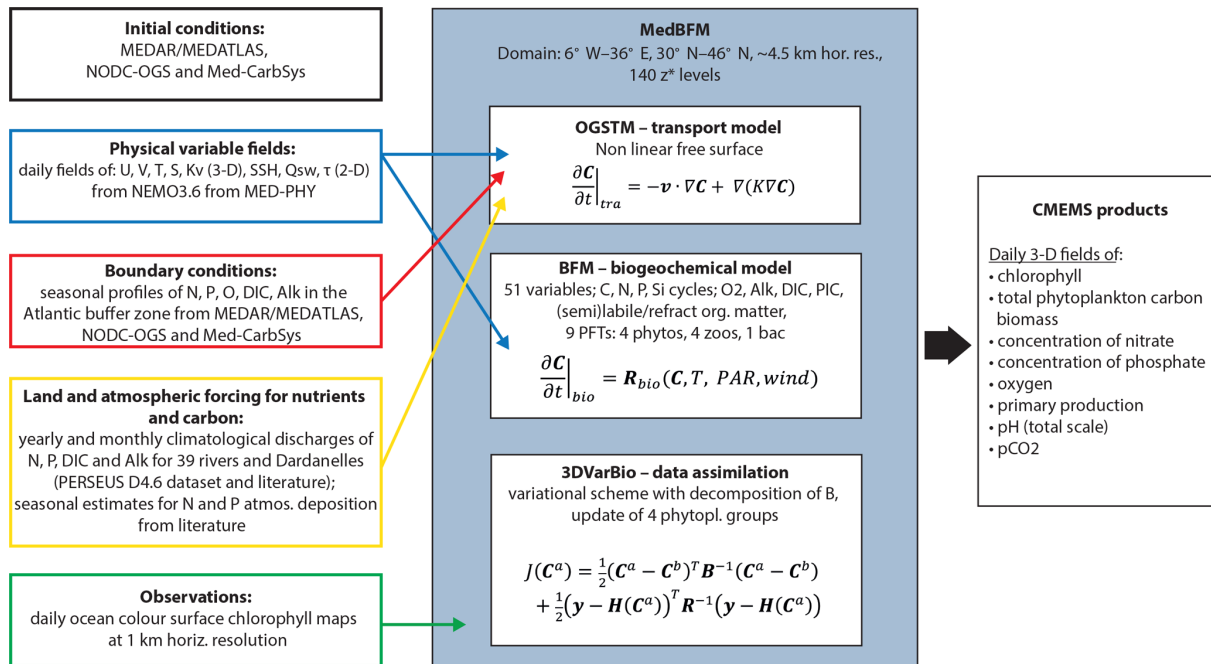 Initial conditions:
MEDAR/MEDATLAS,
NODC-OGS and Med-CarbSys
Physical variable fields:
daily fields of: U, V, T, S, Kv (3-D), SSH, Qsw, τ (2-D)
from NEMO3.6 from MED-PHY
Boundary conditions:
seasonal profiles of N, P, O, DIC, Alk in the
Atlantic buffer zone from MEDAR/MEDATLAS,
NODC-OGS and Med-CarbSys
Land and atmospheric forcing for nutrients
and carbon:
yearly and monthly climatological discharges of
N, P, DIC and Alk for 39 rivers and Dardanelles
(PERSEUS D4.6 dataset and literature);
seasonal estimates for N and P atmos. deposition
from literature
Observations:
daily ocean colour surface chlorophyll maps
at 1 km horiz. resolution
MedBFM
Domain: 6° W–36° E, 30° N–46° N, ~4.5 km hor. res.,
140 z* levels
OGSTM – transport model
Non linear free surface
∂C/∂t|tra = −v · ∇C + ∇(K∇C)
BFM – biogeochemical model
51 variables; C, N, P, Si cycles; O2, Alk, DIC, PIC,
(semi)labile/refract org. matter,
9 PFTs: 4 phytos, 4 zoos, 1 bac
∂C/∂t|bio = Rbio(C, T, PAR, wind)
3DVarBio – data assimilation
variational scheme with decomposition of B,
update of 4 phytopl. groups
J(Cᵃ) = ½(Cᵃ − Cᵇ)ᵀB⁻¹(Cᵃ − Cᵇ)
+ ½(y − H(Cᵃ))ᵀR⁻¹(y − H(Cᵃ))
CMEMS products
Daily 3-D fields of:
• chlorophyll
• total phytoplankton carbon
biomass
• concentration of nitrate
• concentration of phosphate
• oxygen
• primary production
• pH (total scale)
• pCO2